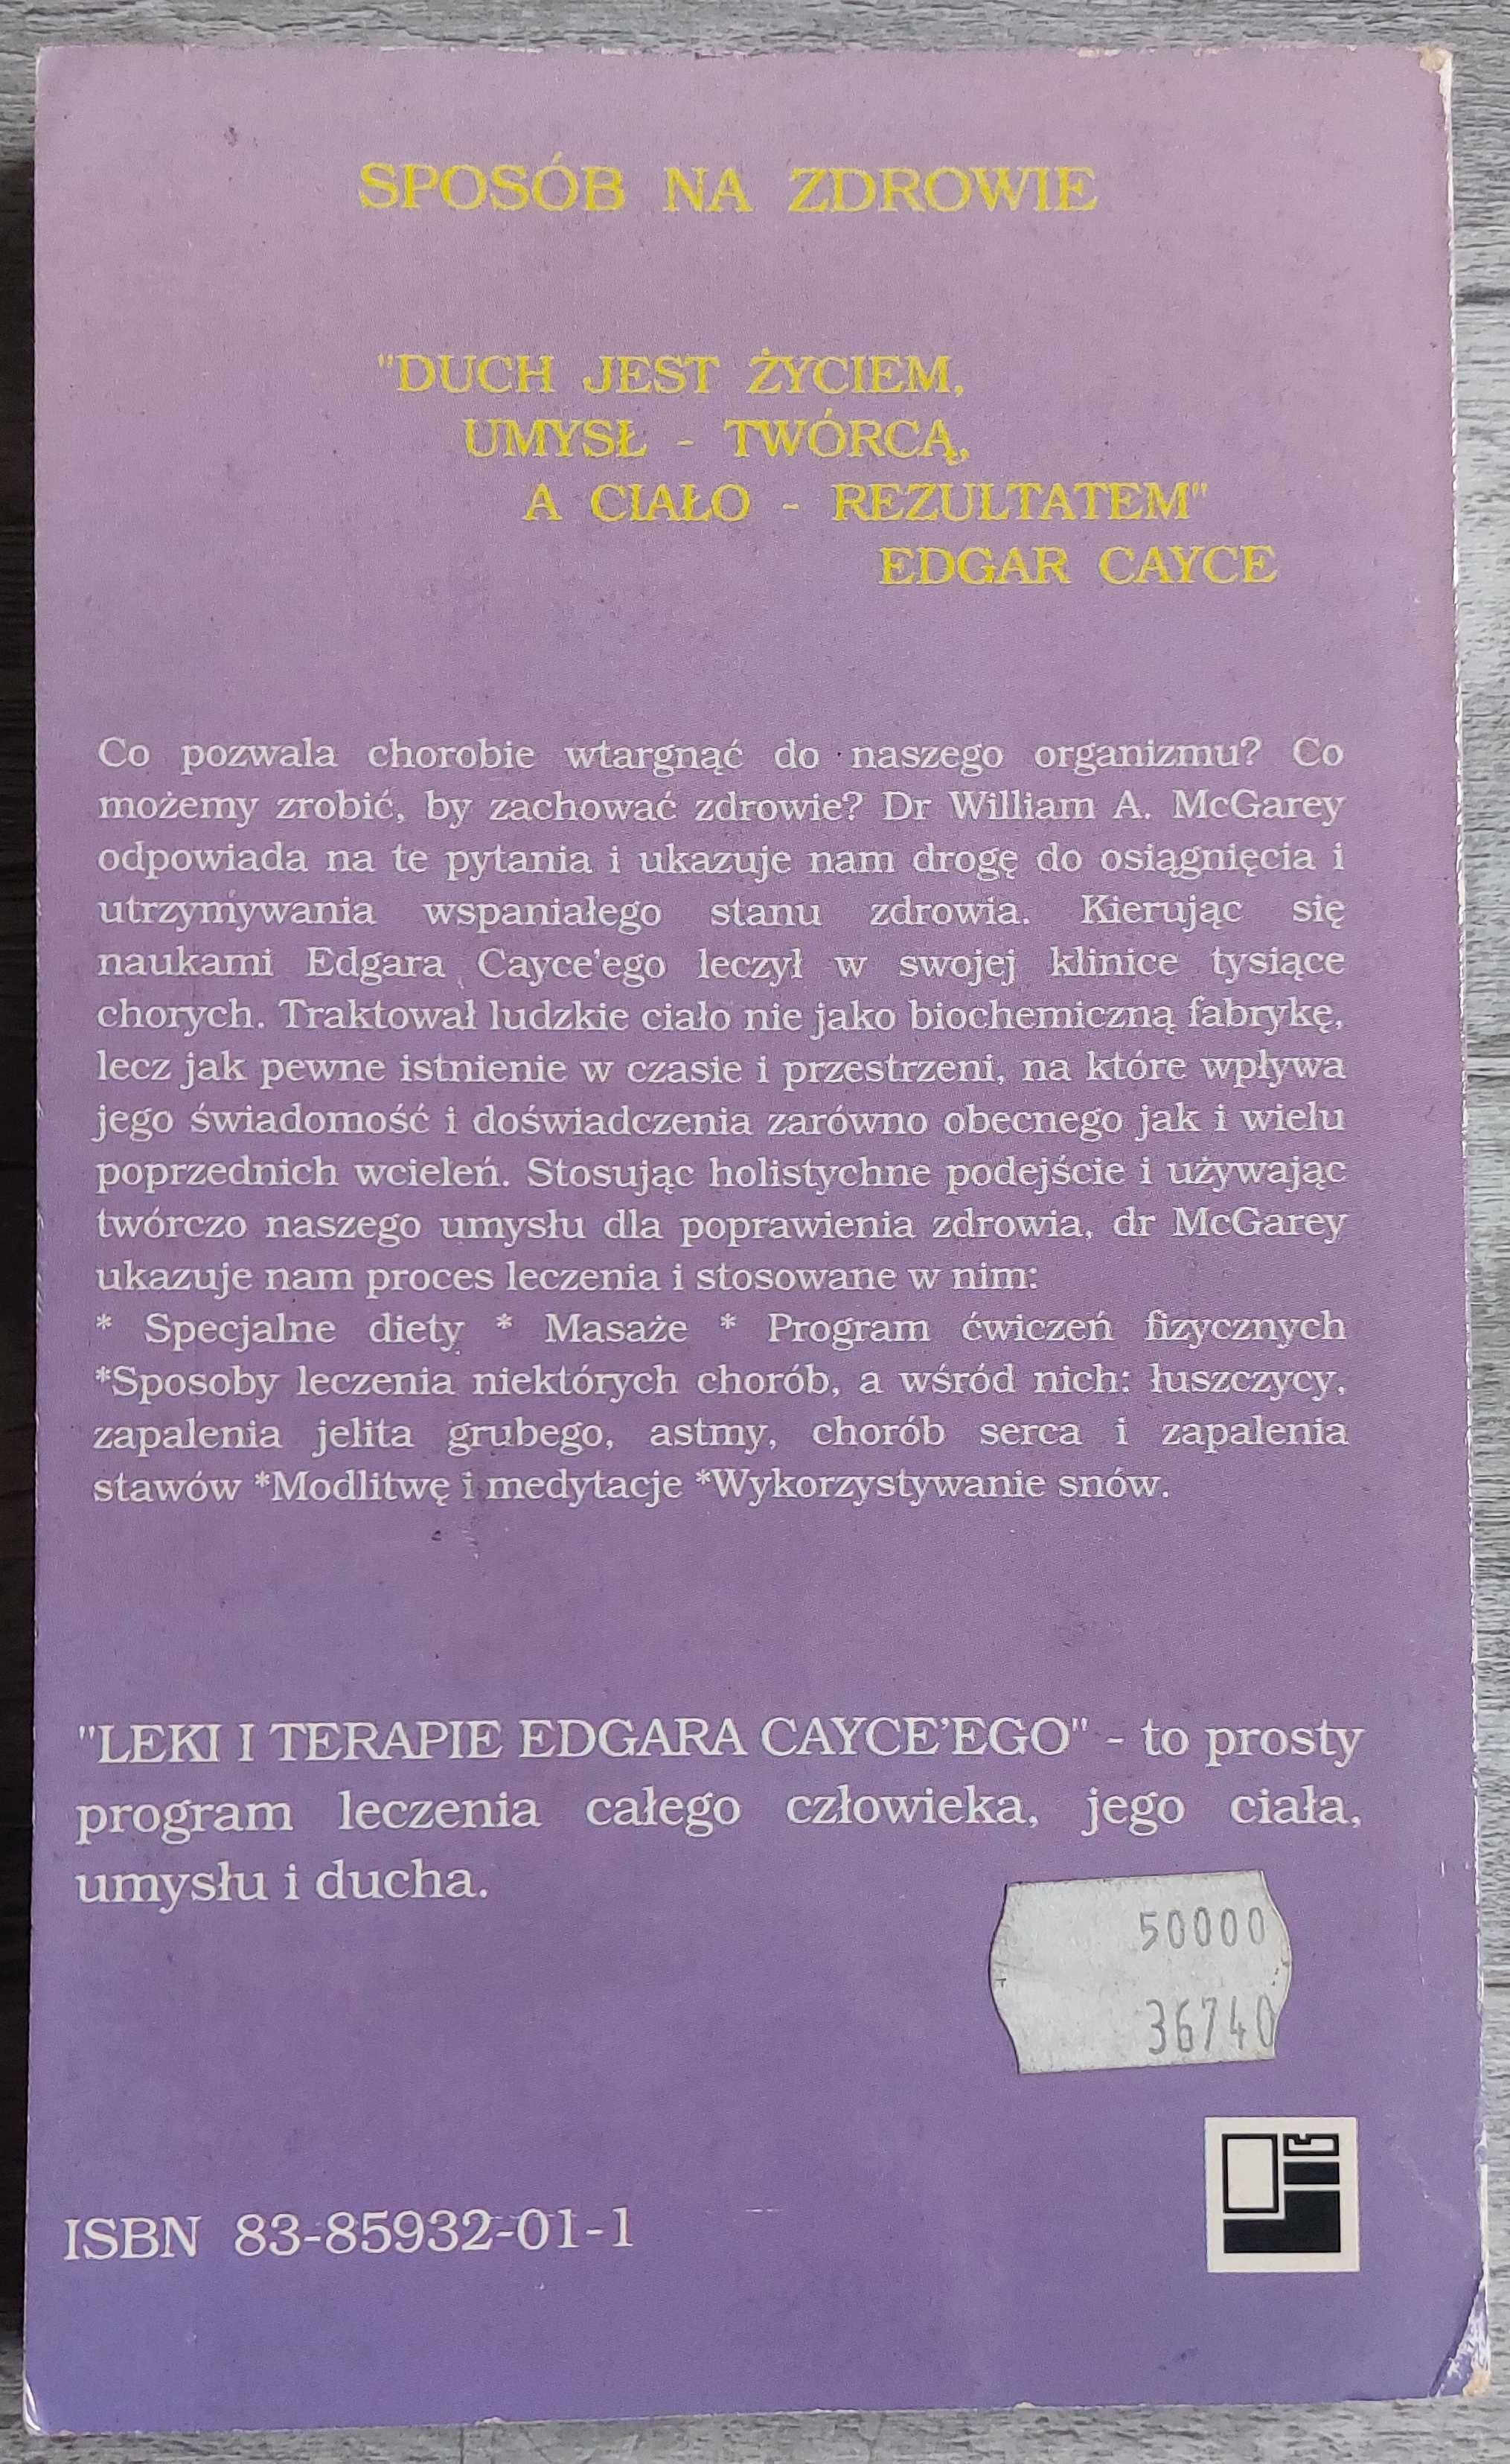 SPOSÓB NA ZDROWIE
"DUCH JEST ŻYCIEM,
UMYSŁ - TWÓRCĄ,
A CIAŁO - REZULTATEM"
EDGAR CAYCE
Co pozwala chorobie wtargnąć do naszego organizmu? Co
możemy zrobić, by zachować zdrowie? Dr William A. McGarey
odpowiada na te pytania i ukazuje nam drogę do osiągnięcia i
utrzymywania wspaniałego stanu zdrowia. Kierując się
naukami Edgara Cayce'ego leczył w swojej klinice tysiące
chorych. Traktował ludzkie ciało nie jako biochemiczną fabrykę,
lecz jak pewne istnienie w czasie i przestrzeni, na które wpływa
jego świadomość i doświadczenia zarówno obecnego jak i wielu
poprzednich wcieleń. Stosując holistychne podejście i używając
twórczo naszego umysłu dla poprawienia zdrowia, dr McGarey
ukazuje nam proces leczenia i stosowane w nim:
* Specjalne diety * Masaże * Program ćwiczeń fizycznych
*Sposoby leczenia niektórych chorób, a wśród nich: łuszczycy,
zapalenia jelita grubego, astmy, chorób serca i zapalenia
stawów *Modlitwę i medytacje *Wykorzystywanie snów.
"LEKI I TERAPIE EDGARA CAYCE'EGO" - to prosty
program leczenia całego człowieka, jego ciała,
umysłu i ducha.
50000
36740
ISBN 83-85932-01-1